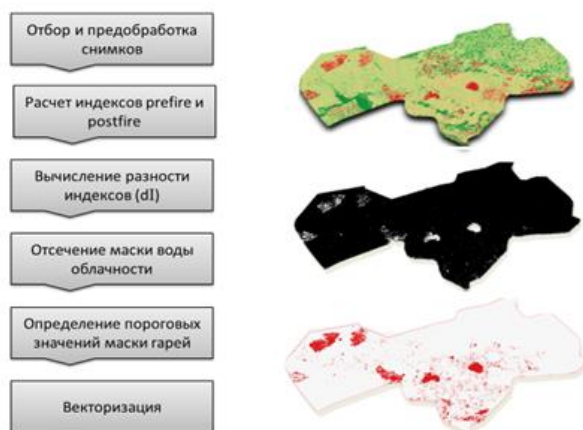 Отбор и предобработка
снимков
Расчет индексов prefire и
postfire
Вычисление разности
индексов (dI)
Отсечение маски воды
облачности
Определение пороговых
значений маски гарей
Векторизация